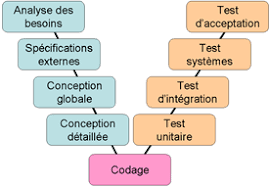 Analyse des
besoins
Test
d'acceptation
Spécifications
externes
Test
systèmes
Conception
globale
Test
d'intégration
Conception
détaillée
Test
unitaire
Codage